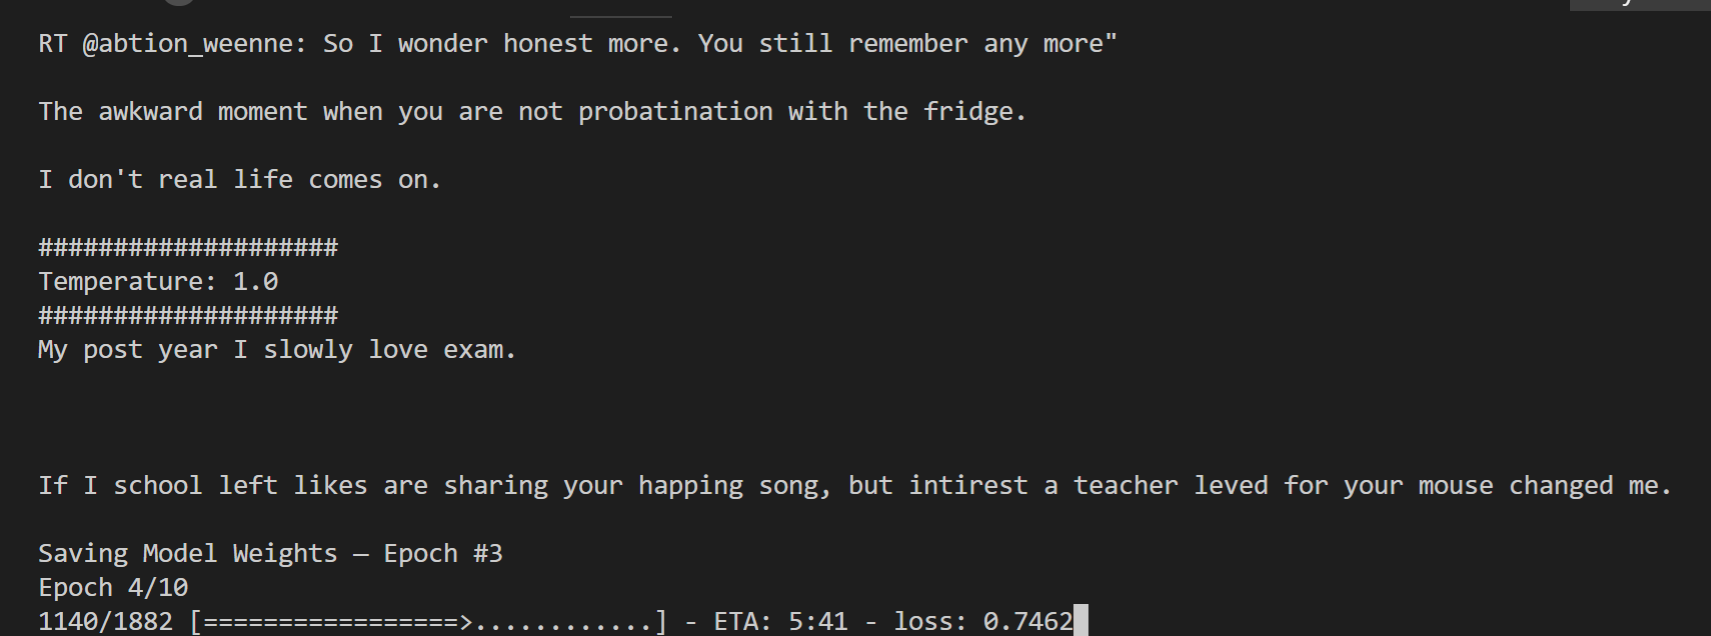 RT @abtion_weenne: So I wonder honest more. You still remember any more"
The awkward moment when you are not probatination with the fridge.
I don't real life comes on.
####################
Temperature: 1.0
####################
My post year I slowly love exam.
If I school left likes are sharing your happing song, but intirest a teacher leved for your mouse changed me.
Saving Model Weights — Epoch #3
Epoch 4/10
1140/1882 [=================>............] - ETA: 5:41 - loss: 0.7462